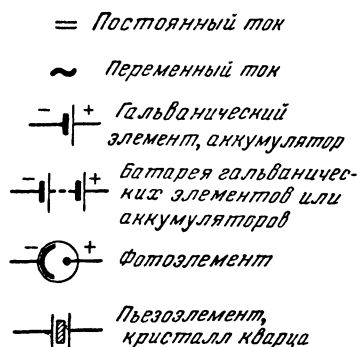 = Постоянный ток
~ Переменный ток
- + Гальванический
элемент, аккумулятор
- + Батарея гальваничес-
ких элементов или
аккумуляторов
- + Фотоэлемент
Пьезоэлемент,
кристалл кварца